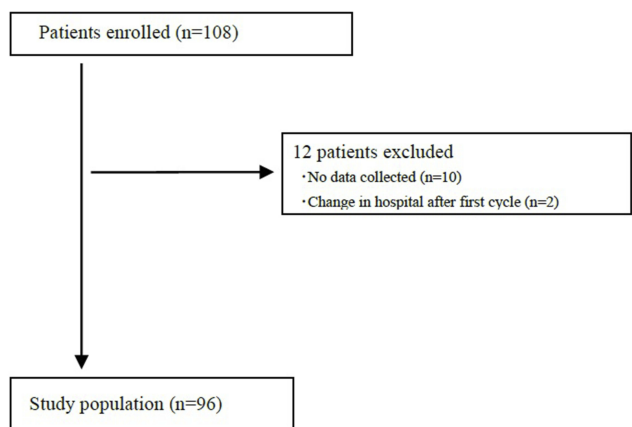 Patients enrolled (n=108)
12 patients excluded
・No data collected (n=10)
・Change in hospital after first cycle (n=2)
Study population (n=96)